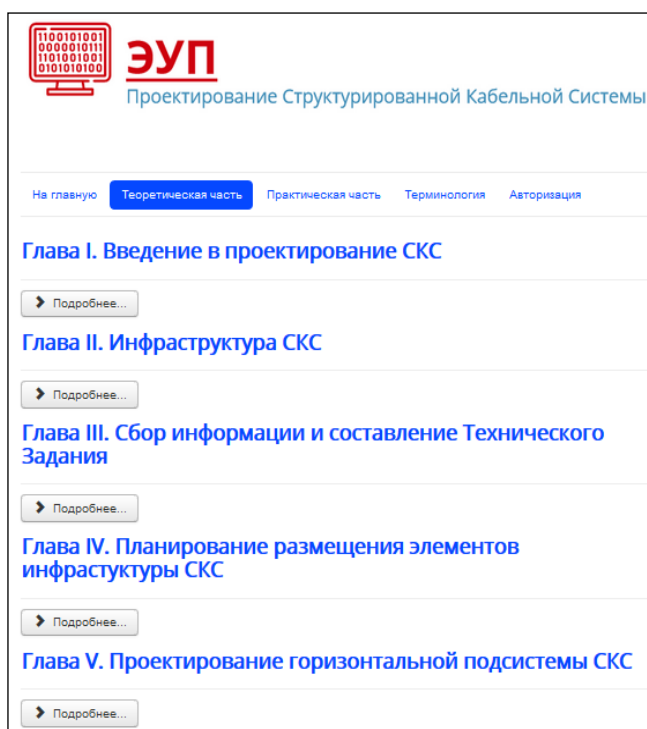 1100101001
0000010111
1101001001
0101010100
ЭУП
Проектирование Структурированной Кабельной Системы
На главную Теоретическая часть Практическая часть Терминология Авторизация
Глава I. Введение в проектирование СКС
Подробнее...
Глава II. Инфраструктура СКС
Подробнее...
Глава III. Сбор информации и составление Технического
Задания
Подробнее...
Глава IV. Планирование размещения элементов
инфрастуктуры СКС
Подробнее...
Глава V. Проектирование горизонтальной подсистемы СКС
Подробнее...